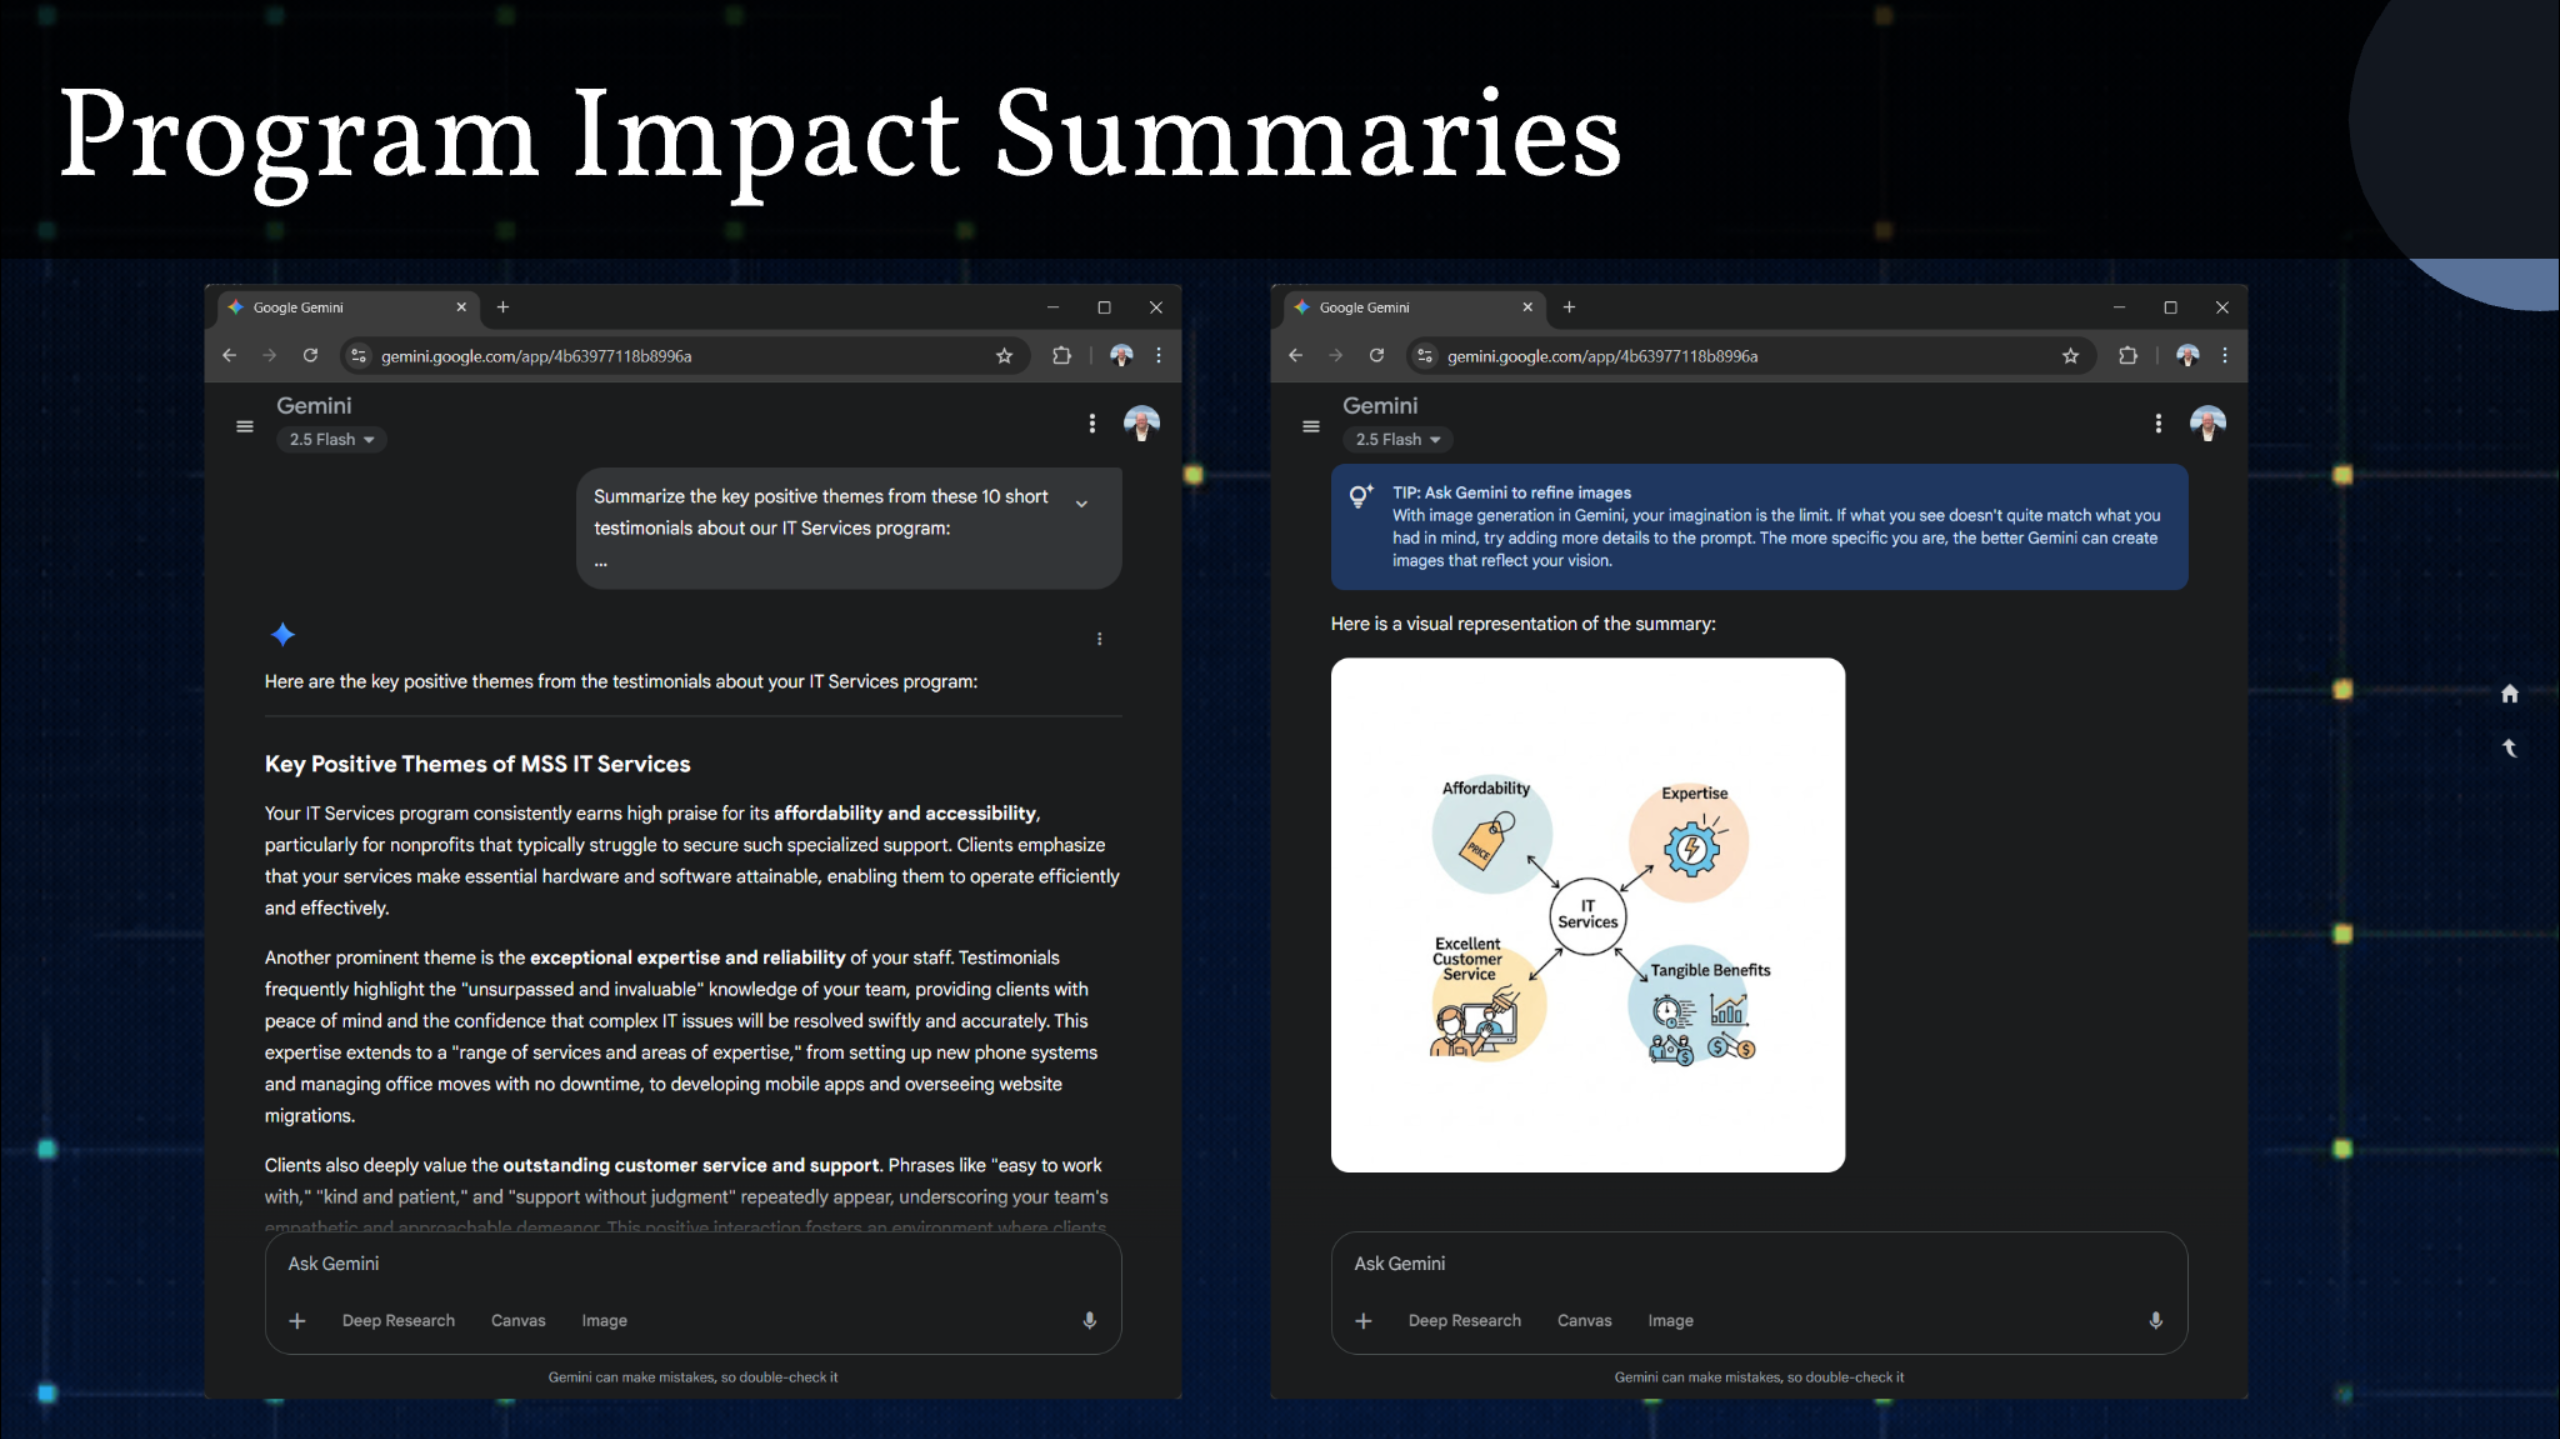 Program Impact Summaries
Google Gemini
gemini.google.com/app/4b63977118b8996a
Gemini
2.5 Flash
Summarize the key positive themes from these 10 short
testimonials about our IT Services program:
...
Here are the key positive themes from the testimonials about your IT Services program:
Key Positive Themes of MSS IT Services
Your IT Services program consistently earns high praise for its affordability and accessibility,
particularly for nonprofits that typically struggle to secure such specialized support. Clients emphasize
that your services make essential hardware and software attainable, enabling them to operate efficiently
and effectively.
Another prominent theme is the exceptional expertise and reliability of your staff. Testimonials
frequently highlight the "unsurpassed and invaluable" knowledge of your team, providing clients with
peace of mind and the confidence that complex IT issues will be resolved swiftly and accurately. This
expertise extends to a "range of services and areas of expertise," from setting up new phone systems
and managing office moves with no downtime, to developing mobile apps and overseeing website
migrations.
Clients also deeply value the outstanding customer service and support. Phrases like "easy to work
with," "kind and patient," and "support without judgment" repeatedly appear, underscoring your team's
empathetic and approachable demeanor. This positive interaction fosters an environment where clients
Ask Gemini
Deep Research Canvas Image
Gemini can make mistakes, so double-check it
Google Gemini
gemini.google.com/app/4b63977118b8996a
Gemini
2.5 Flash
TIP: Ask Gemini to refine images
With image generation in Gemini, your imagination is the limit. If what you see doesn't quite match what you
had in mind, try adding more details to the prompt. The more specific you are, the better Gemini can create
images that reflect your vision.
Here is a visual representation of the summary:
Affordability
PRICE
Expertise
IT
Services
Excellent
Customer
Service
Tangible Benefits
Ask Gemini
Deep Research Canvas Image
Gemini can make mistakes, so double-check it